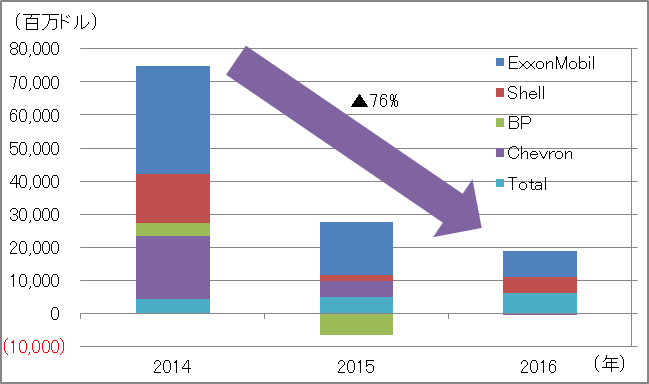 （百万ドル）
80,000
70,000
60,000
50,000
40,000
30,000
20,000
10,000
0
(10,000)
▲76%
ExxonMobil
Shell
BP
Chevron
Total
2014
2015
2016
（年）